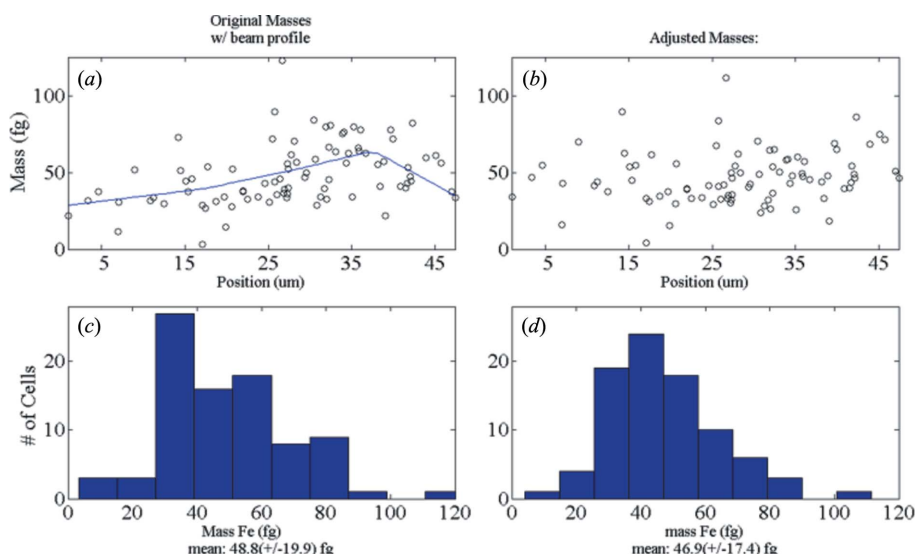 Original Masses
w/ beam profile
Adjusted Masses:
(a)
(b)
100
50
0
Mass (fg)
100
50
0
5 15 25 35 45
Position (um)
5 15 25 35 45
Position (um)
(c)
(d)
20
10
0
# of Cells
20
10
0
0 20 40 60 80 100 120
Mass Fe (fg)
mean: 48.8(+/-19.9) fg
0 20 40 60 80 100 120
mass Fe (fg)
mean: 46.9(+/-17.4) fg